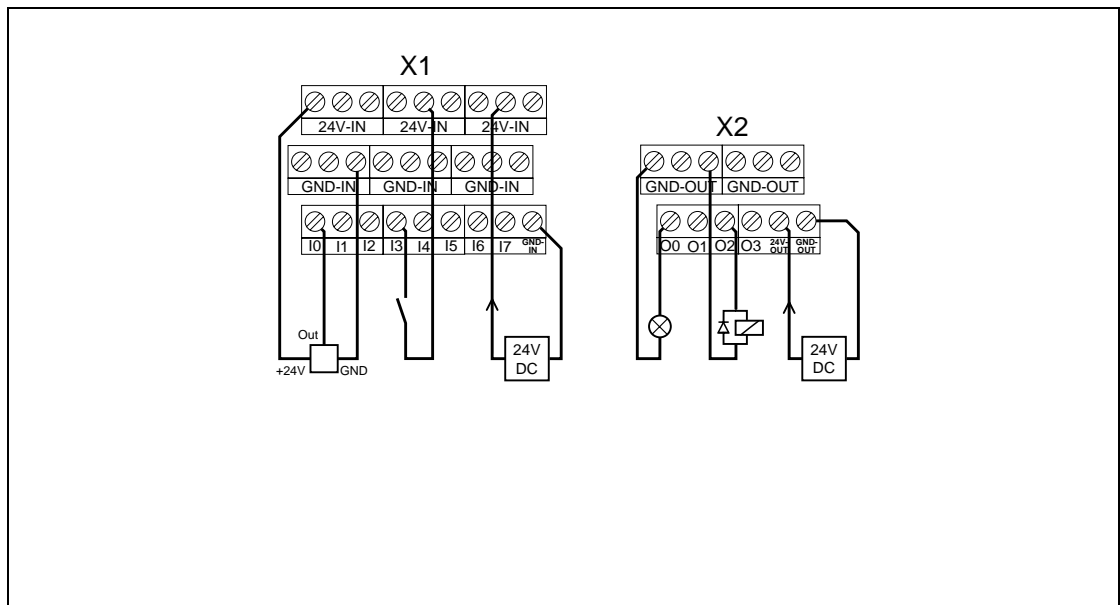 X1
24V-IN 24V-IN 24V-IN
GND-IN GND-IN GND-IN
I0 I1 I2 I3 I4 I5 I6 I7 GND-IN
Out
+24V GND
24V
DC
X2
GND-OUT GND-OUT
O0 O1 O2 O3 24V-OUT GND-OUT
24V
DC